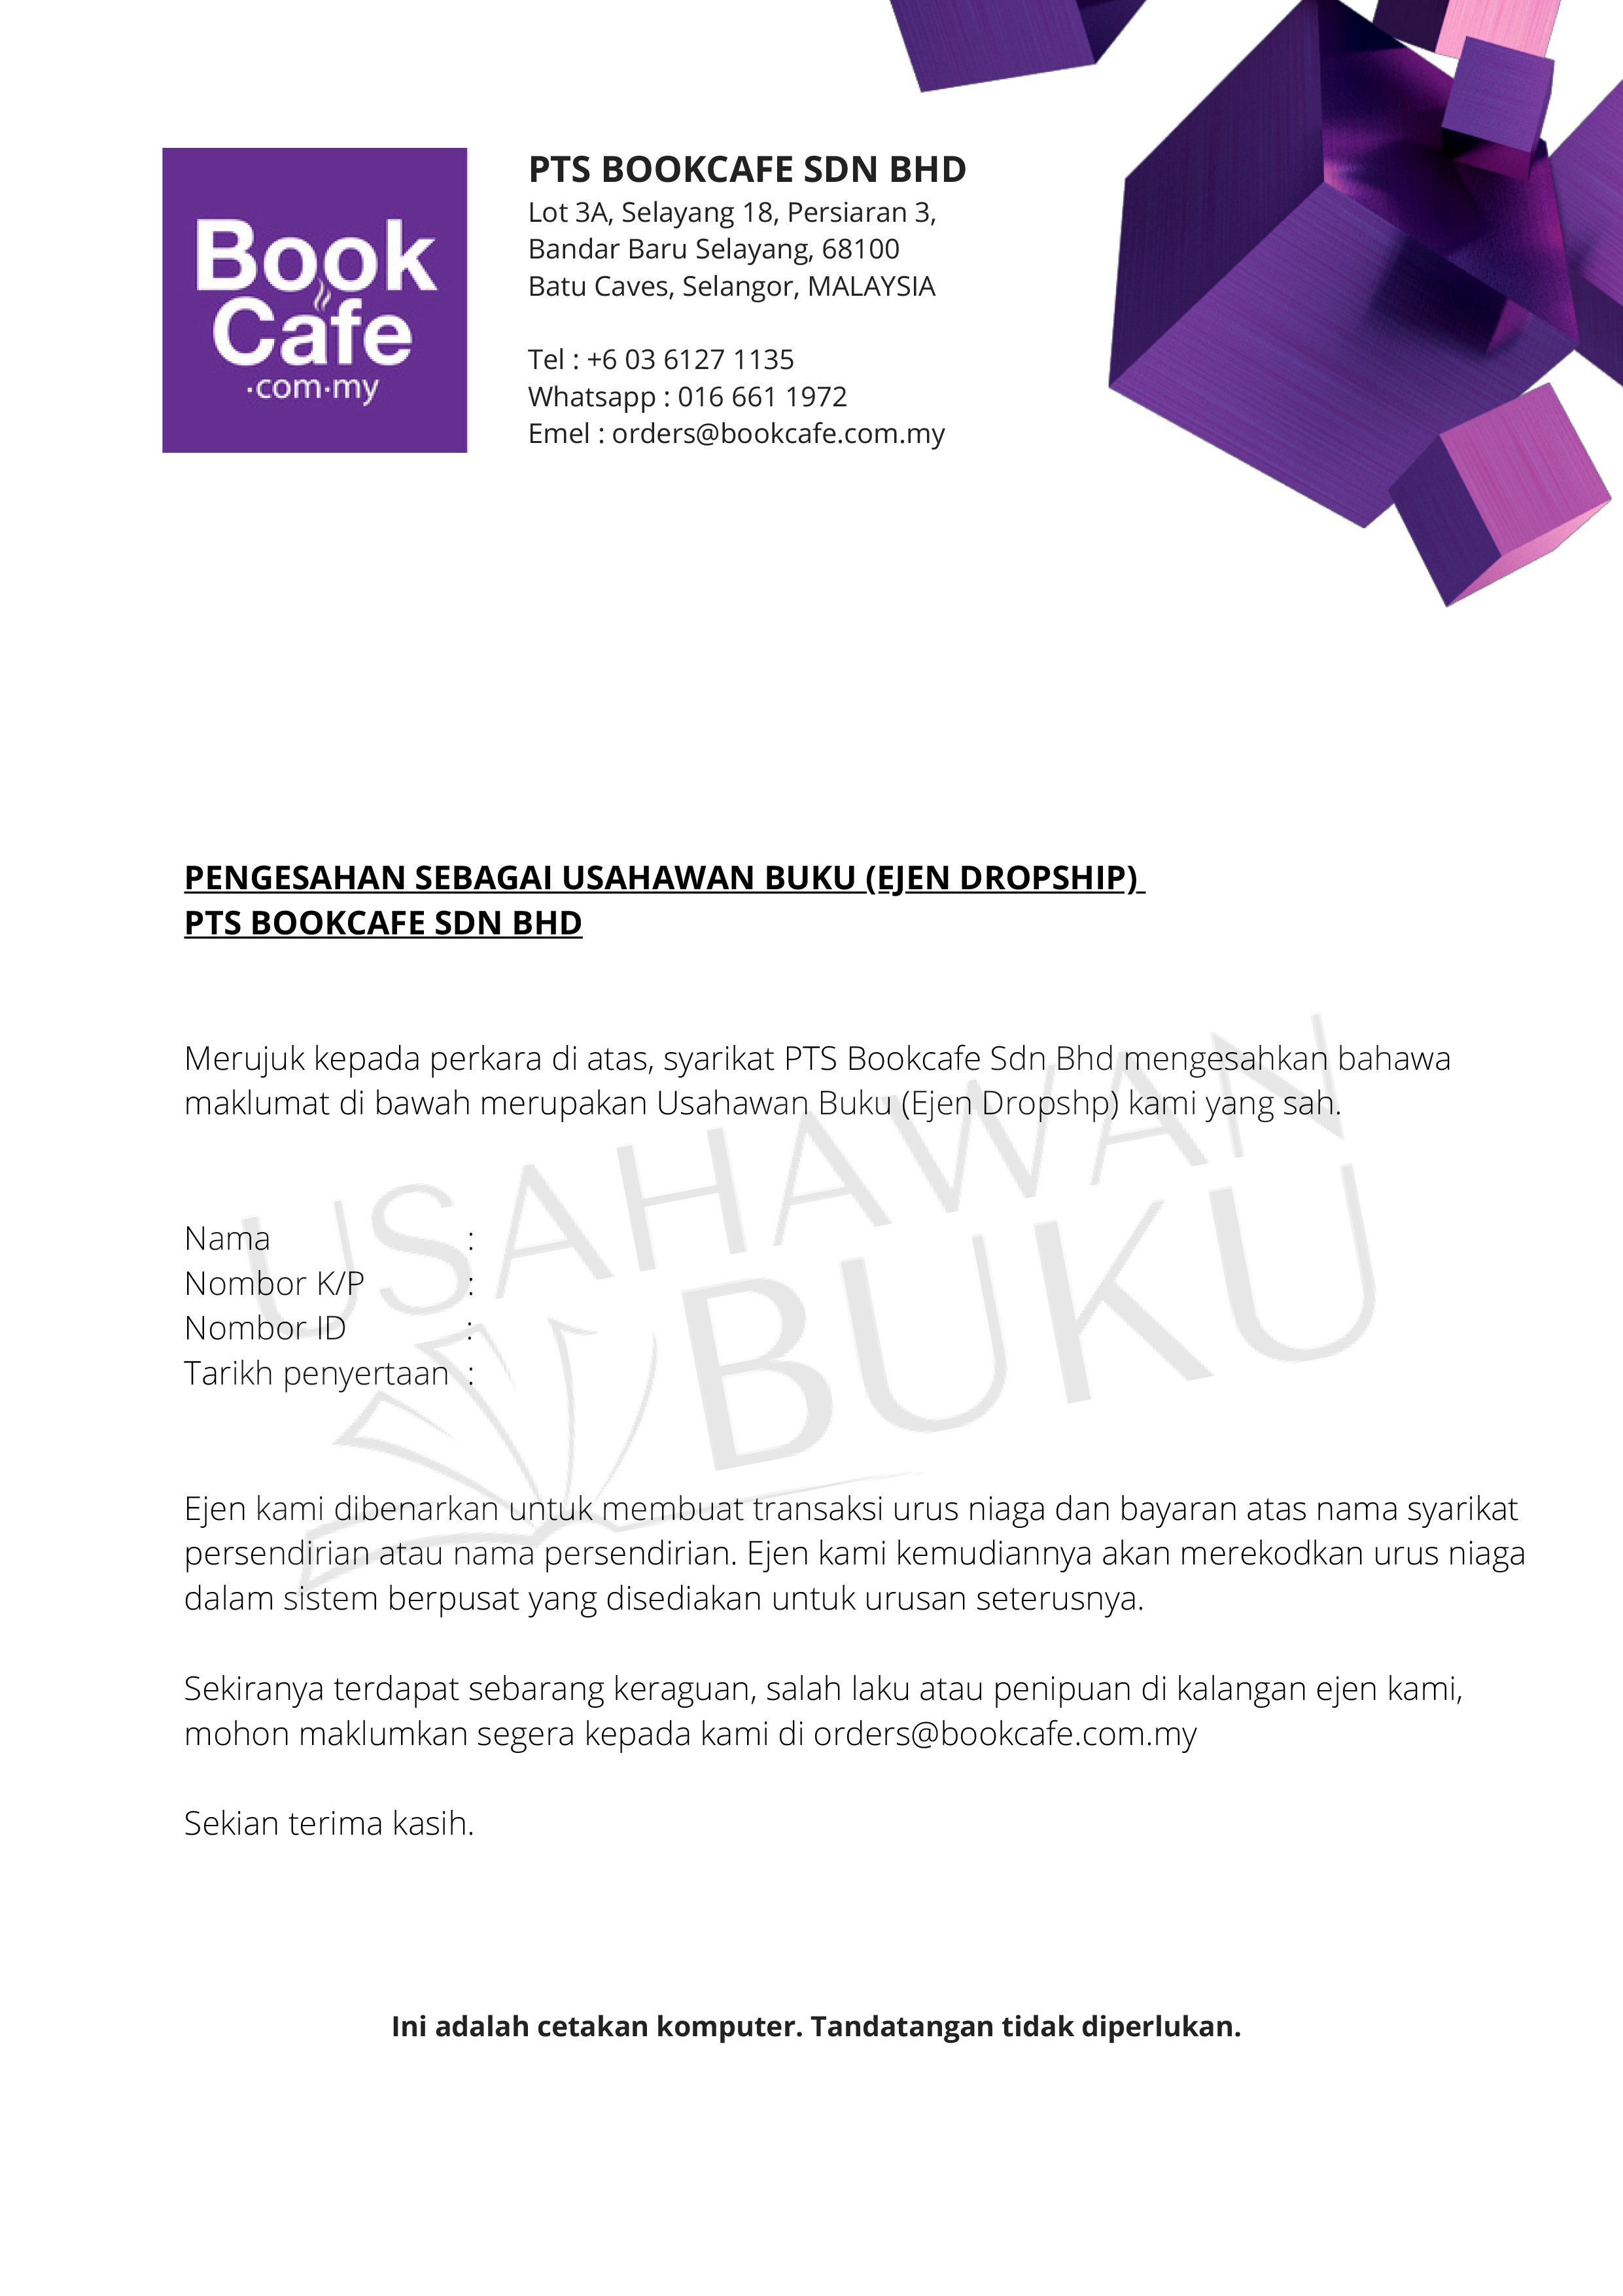 Book
Cafe
.com.my
PTS BOOKCAFE SDN BHD
Lot 3A, Selayang 18, Persiaran 3,
Bandar Baru Selayang, 68100
Batu Caves, Selangor, MALAYSIA
Tel : +6 03 6127 1135
Whatsapp : 016 661 1972
Emel : orders@bookcafe.com.my
PENGESAHAN SEBAGAI USAHAWAN BUKU (EJEN DROPSHIP)
PTS BOOKCAFE SDN BHD
Merujuk kepada perkara di atas, syarikat PTS Bookcafe Sdn Bhd mengesahkan bahawa
maklumat di bawah merupakan Usahawan Buku (Ejen Dropshp) kami yang sah.
USAHAWAN
BUKU
Nama :
Nombor K/P :
Nombor ID :
Tarikh penyertaan :
Ejen kami dibenarkan untuk membuat transaksi urus niaga dan bayaran atas nama syarikat
persendirian atau nama persendirian. Ejen kami kemudiannya akan merekodkan urus niaga
dalam sistem berpusat yang disediakan untuk urusan seterusnya.
Sekiranya terdapat sebarang keraguan, salah laku atau penipuan di kalangan ejen kami,
mohon maklumkan segera kepada kami di orders@bookcafe.com.my
Sekian terima kasih.
Ini adalah cetakan komputer. Tandatangan tidak diperlukan.